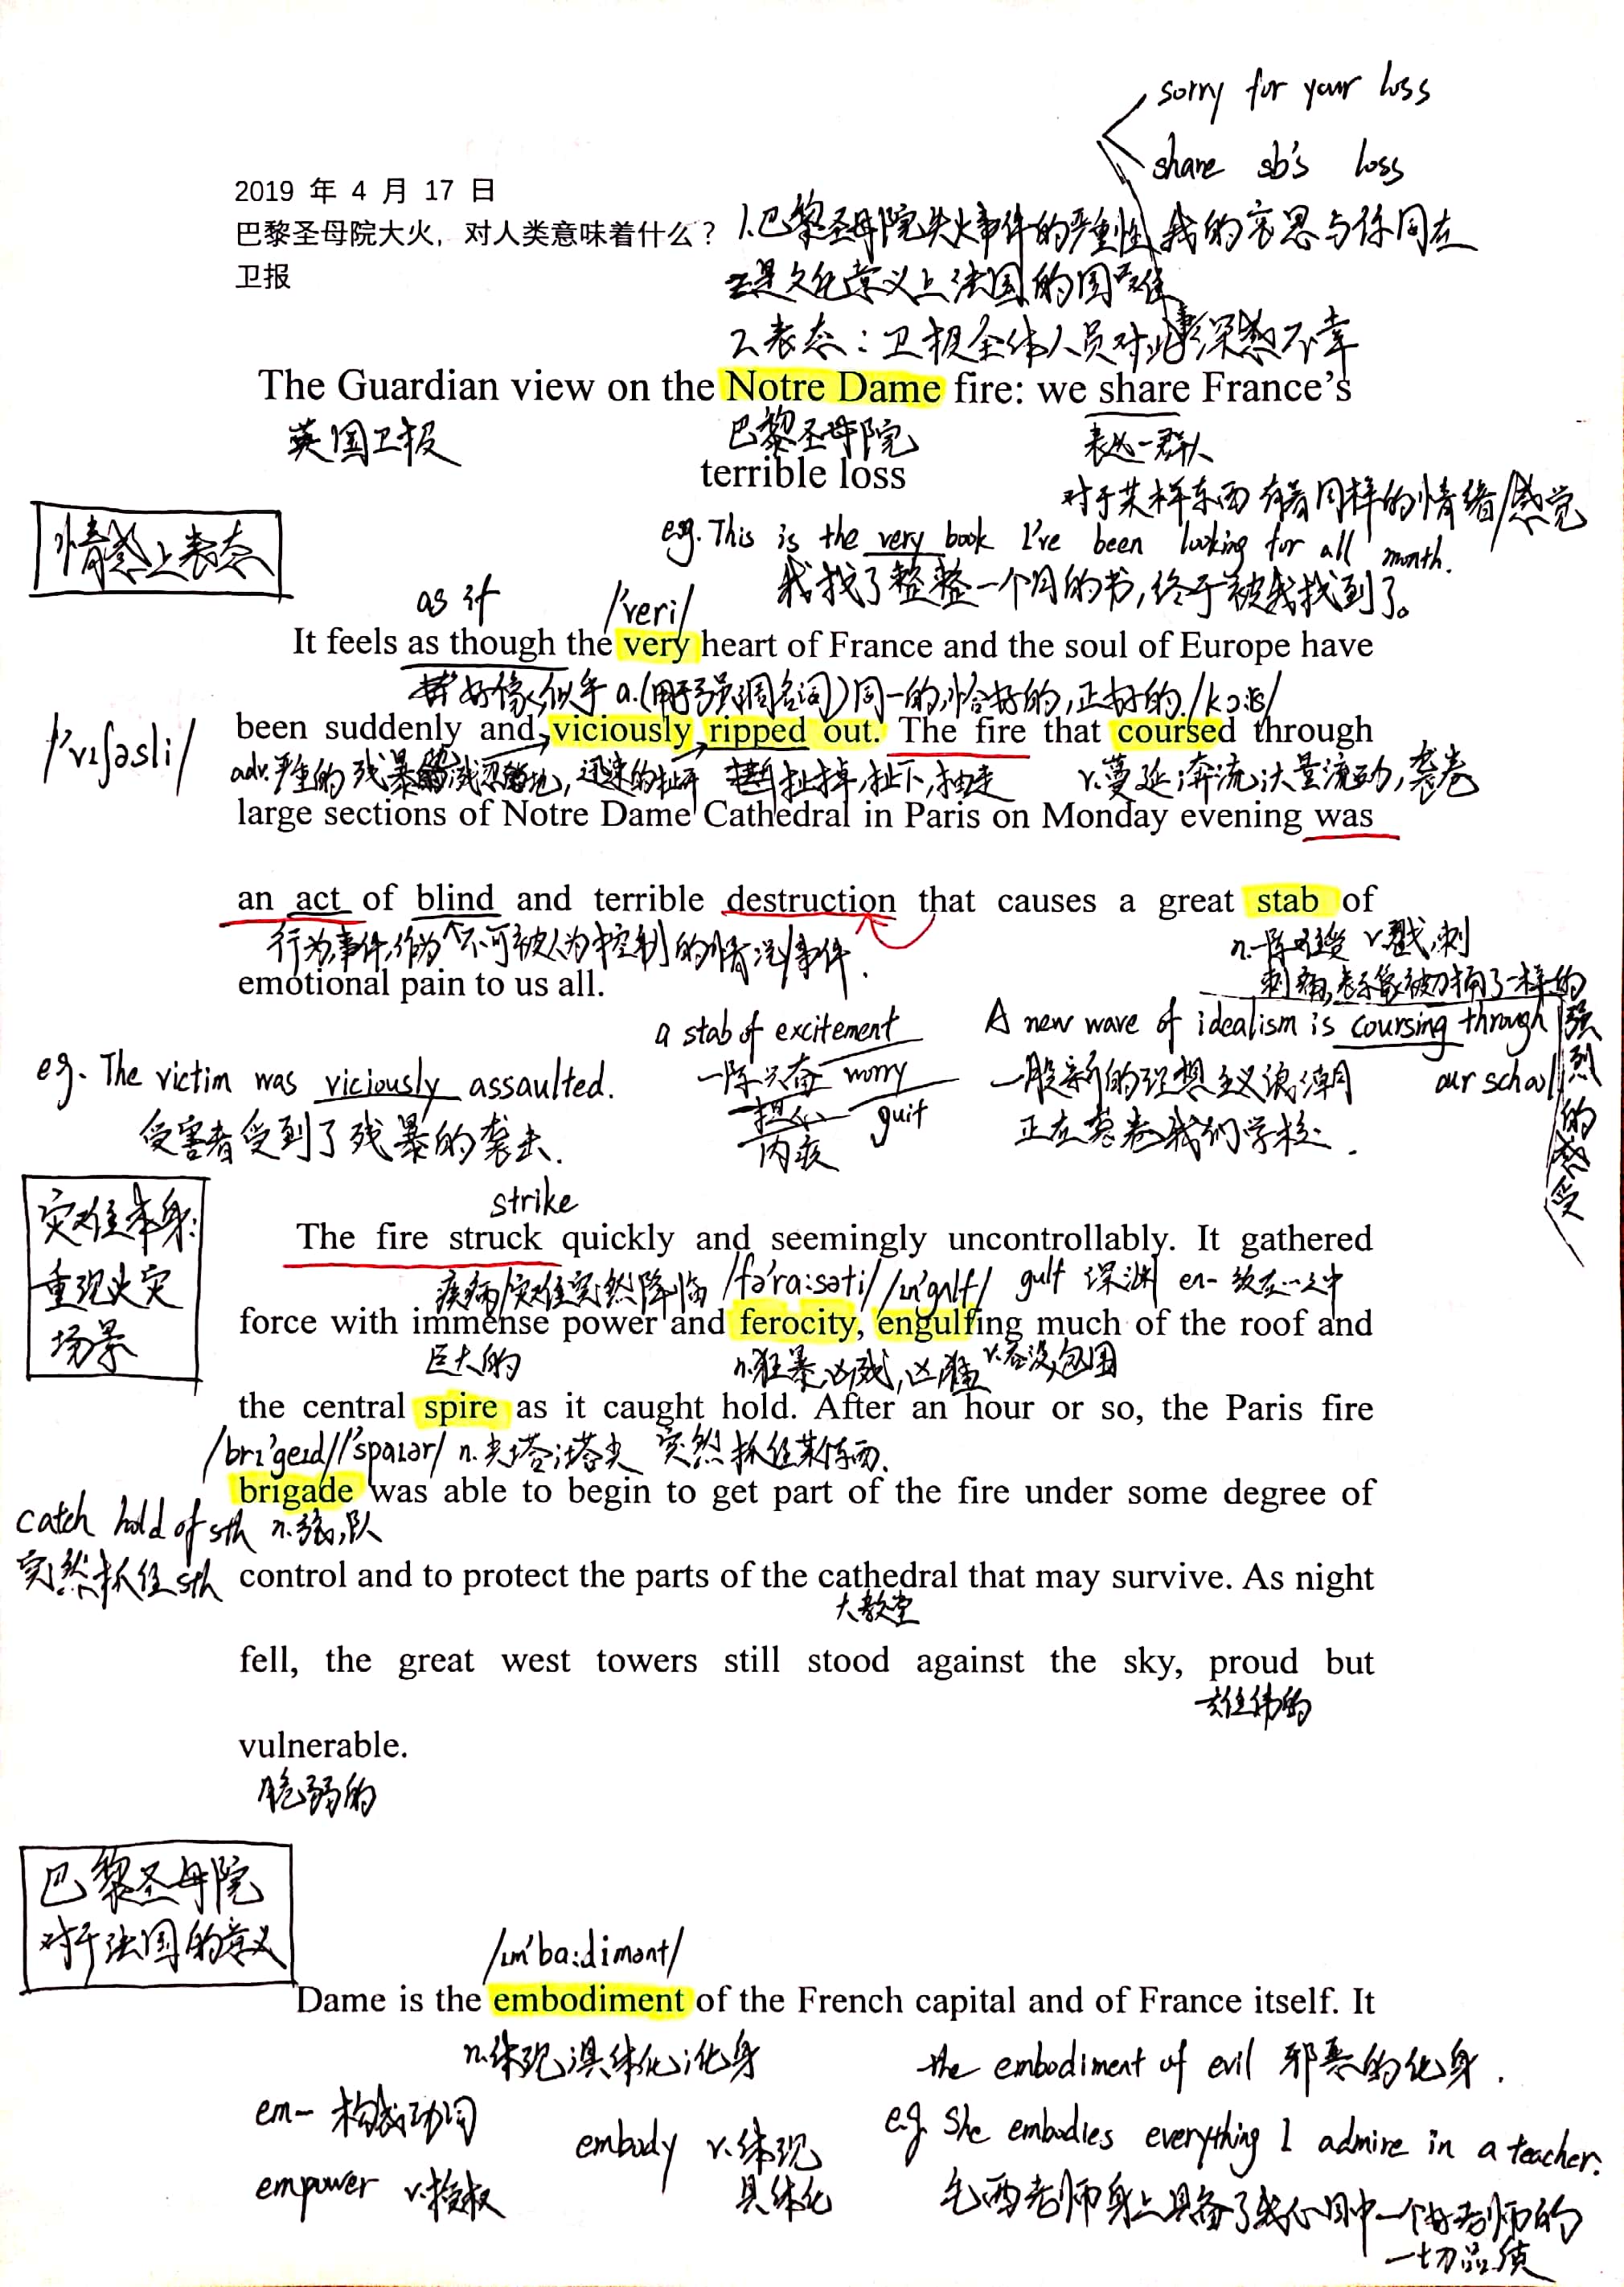 sorry for your loss
share sb's loss
2019 年 4 月 17 日
巴黎圣母院大火，对人类意味着什么？
1.巴黎圣母院失火事件的严重性 我的哀思与你同在
卫报
是文化意义上法国的国难
2.表态：卫报全体人员对此事深感不幸
The Guardian view on the Notre Dame fire: we share France's
英国卫报 巴黎圣母院 表达一群人
terrible loss
对于某样东西有着同样的情绪/感觉
情感上表态
eg. This is the very book I've been looking for all month.
我找了整整一个月的书,终于被我找到了。
as if /'veri/
It feels as though the very heart of France and the soul of Europe have
好像,似乎 a.(用于强调名词)同一的,恰好的,正好的 /kɔ:s/
/'vɪʃəsli/
been suddenly and viciously ripped out. The fire that coursed through
adv.严重的 残暴 地, 迅速的扯开 扯掉,扯下,抽走 v.蔓延;奔流;大量流动,袭卷
large sections of Notre Dame Cathedral in Paris on Monday evening was
an act of blind and terrible destruction that causes a great stab of
行为,事件,作为 不可被人为控制的情况/事件.
n.一阵 v.戳,刺
emotional pain to us all.
刺痛,表示像被刀捅了一样的强烈的感受
a stab of excitement
一阵兴奋 worry
担心 guit
内疚
A new wave of idealism is coursing through our school
一股新的理想主义浪潮
正在袭卷我们学校.
eg. The victim was viciously assaulted.
受害者受到了残暴的袭击.
灾难本身:
重现火灾
场景
strike
The fire struck quickly and seemingly uncontrollably. It gathered
疾病/灾难突然降临 /fə'rɑ:səti/ /ɪn'gʌlf/ gulf 深渊 en- 放在…之中
force with immense power and ferocity, engulfing much of the roof and
巨大的 n.狂暴,凶残,凶猛 v.吞没,包围
the central spire as it caught hold. After an hour or so, the Paris fire
/brɪ'geɪd/ /'spaɪər/ n.尖塔;塔尖 突然抓住某东西.
brigade was able to begin to get part of the fire under some degree of
catch hold of sth n.旅,队
突然抓住sth
control and to protect the parts of the cathedral that may survive. As night
大教堂
fell, the great west towers still stood against the sky, proud but
雄伟的
vulnerable.
脆弱的
巴黎圣母院
对于法国的意义
/ɪm'bɑ:dimənt/
Dame is the embodiment of the French capital and of France itself. It
n.体现;具体化;化身
the embodiment of evil 邪恶的化身.
em- 构成动词
embody v.体现
具体化
e.g. She embodies everything I admire in a teacher.
empower v.授权
老师身上具备了我心目中一个好老师的
一切品质